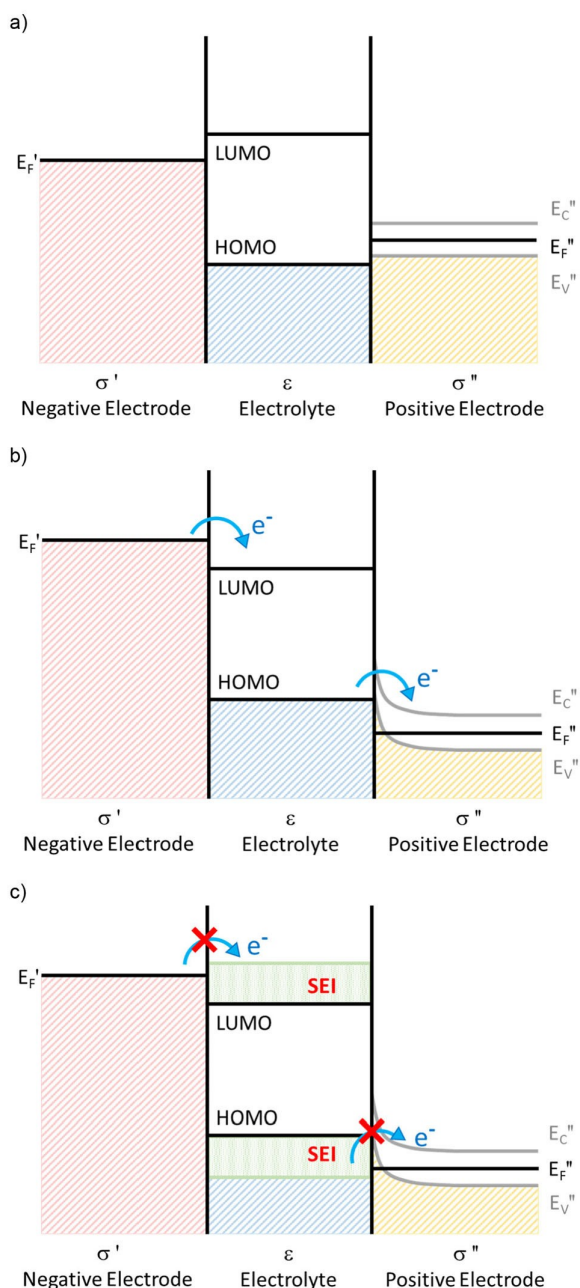 a)
E_F'
LUMO
HOMO
E_C"
E_F"
E_V"
σ' ε σ"
Negative Electrode Electrolyte Positive Electrode
b)
e⁻
E_F'
LUMO
HOMO
e⁻
E_C"
E_F"
E_V"
σ' ε σ"
Negative Electrode Electrolyte Positive Electrode
c)
e⁻
E_F'
SEI
LUMO
HOMO
e⁻
SEI
E_C"
E_F"
E_V"
σ' ε σ"
Negative Electrode Electrolyte Positive Electrode